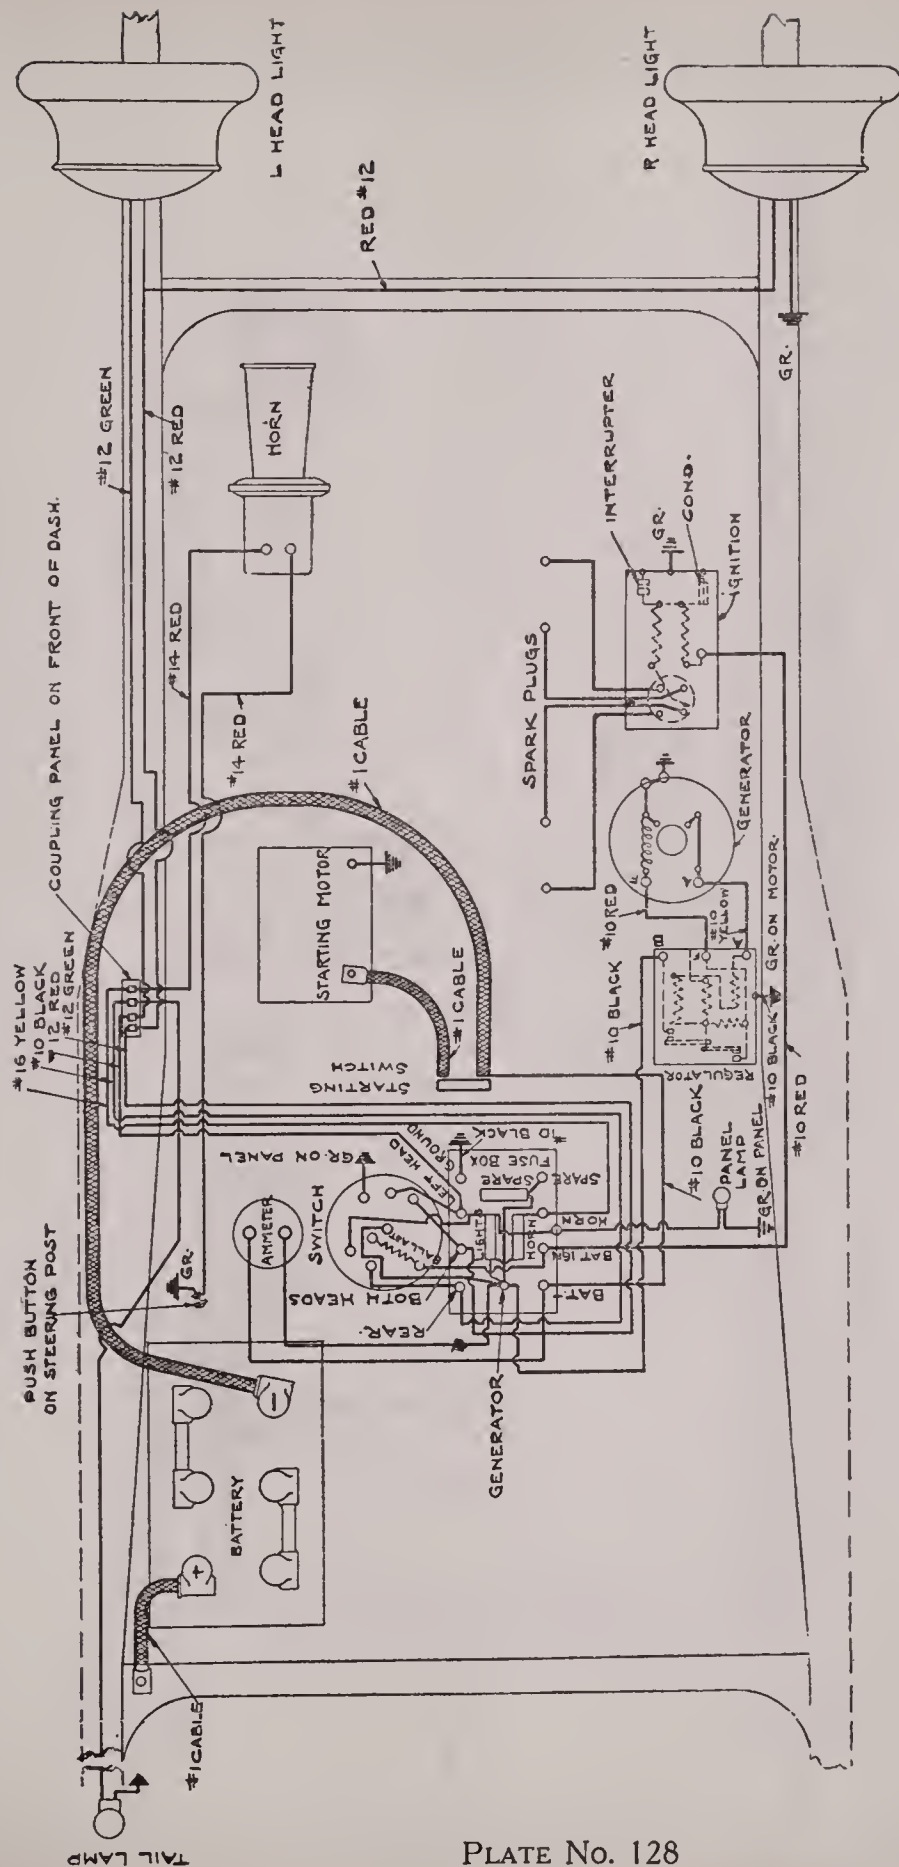 L HEAD LIGHT
R HEAD LIGHT
RED #12
#12 GREEN
#12 RED
GR.
HORN
#14 RED
#14 RED
COUPLING PANEL ON FRONT OF DASH.
#16 YELLOW
#10 BLACK
#12 RED
#12 GREEN
#1 CABLE
STARTING MOTOR
#1 CABLE
STARTING
SWITCH
SPARK PLUGS
INTERRUPTER
GR.
COND.
IGNITION
GENERATOR
#10 RED
#10
YELLOW
#10 BLACK
REGULATOR
B
#10 BLACK
GR. ON MOTOR.
#10 RED
#10 BLACK
PANEL
LAMP
GR. ON PANEL
PUSH BUTTON
ON STEERING POST
GR.
AMMETER
SWITCH
GR. ON PANEL
BALLAST
LEFT HEAD
GROUND
#10 BLACK
FUSE BOX
SPARE
SPARE
LIGHTS
HORN
HORN
BAT IGN
BAT.
BOTH HEADS
REAR.
GENERATOR
BATTERY
+
−
#1 CABLE
TAIL LAMP
PLATE No. 128